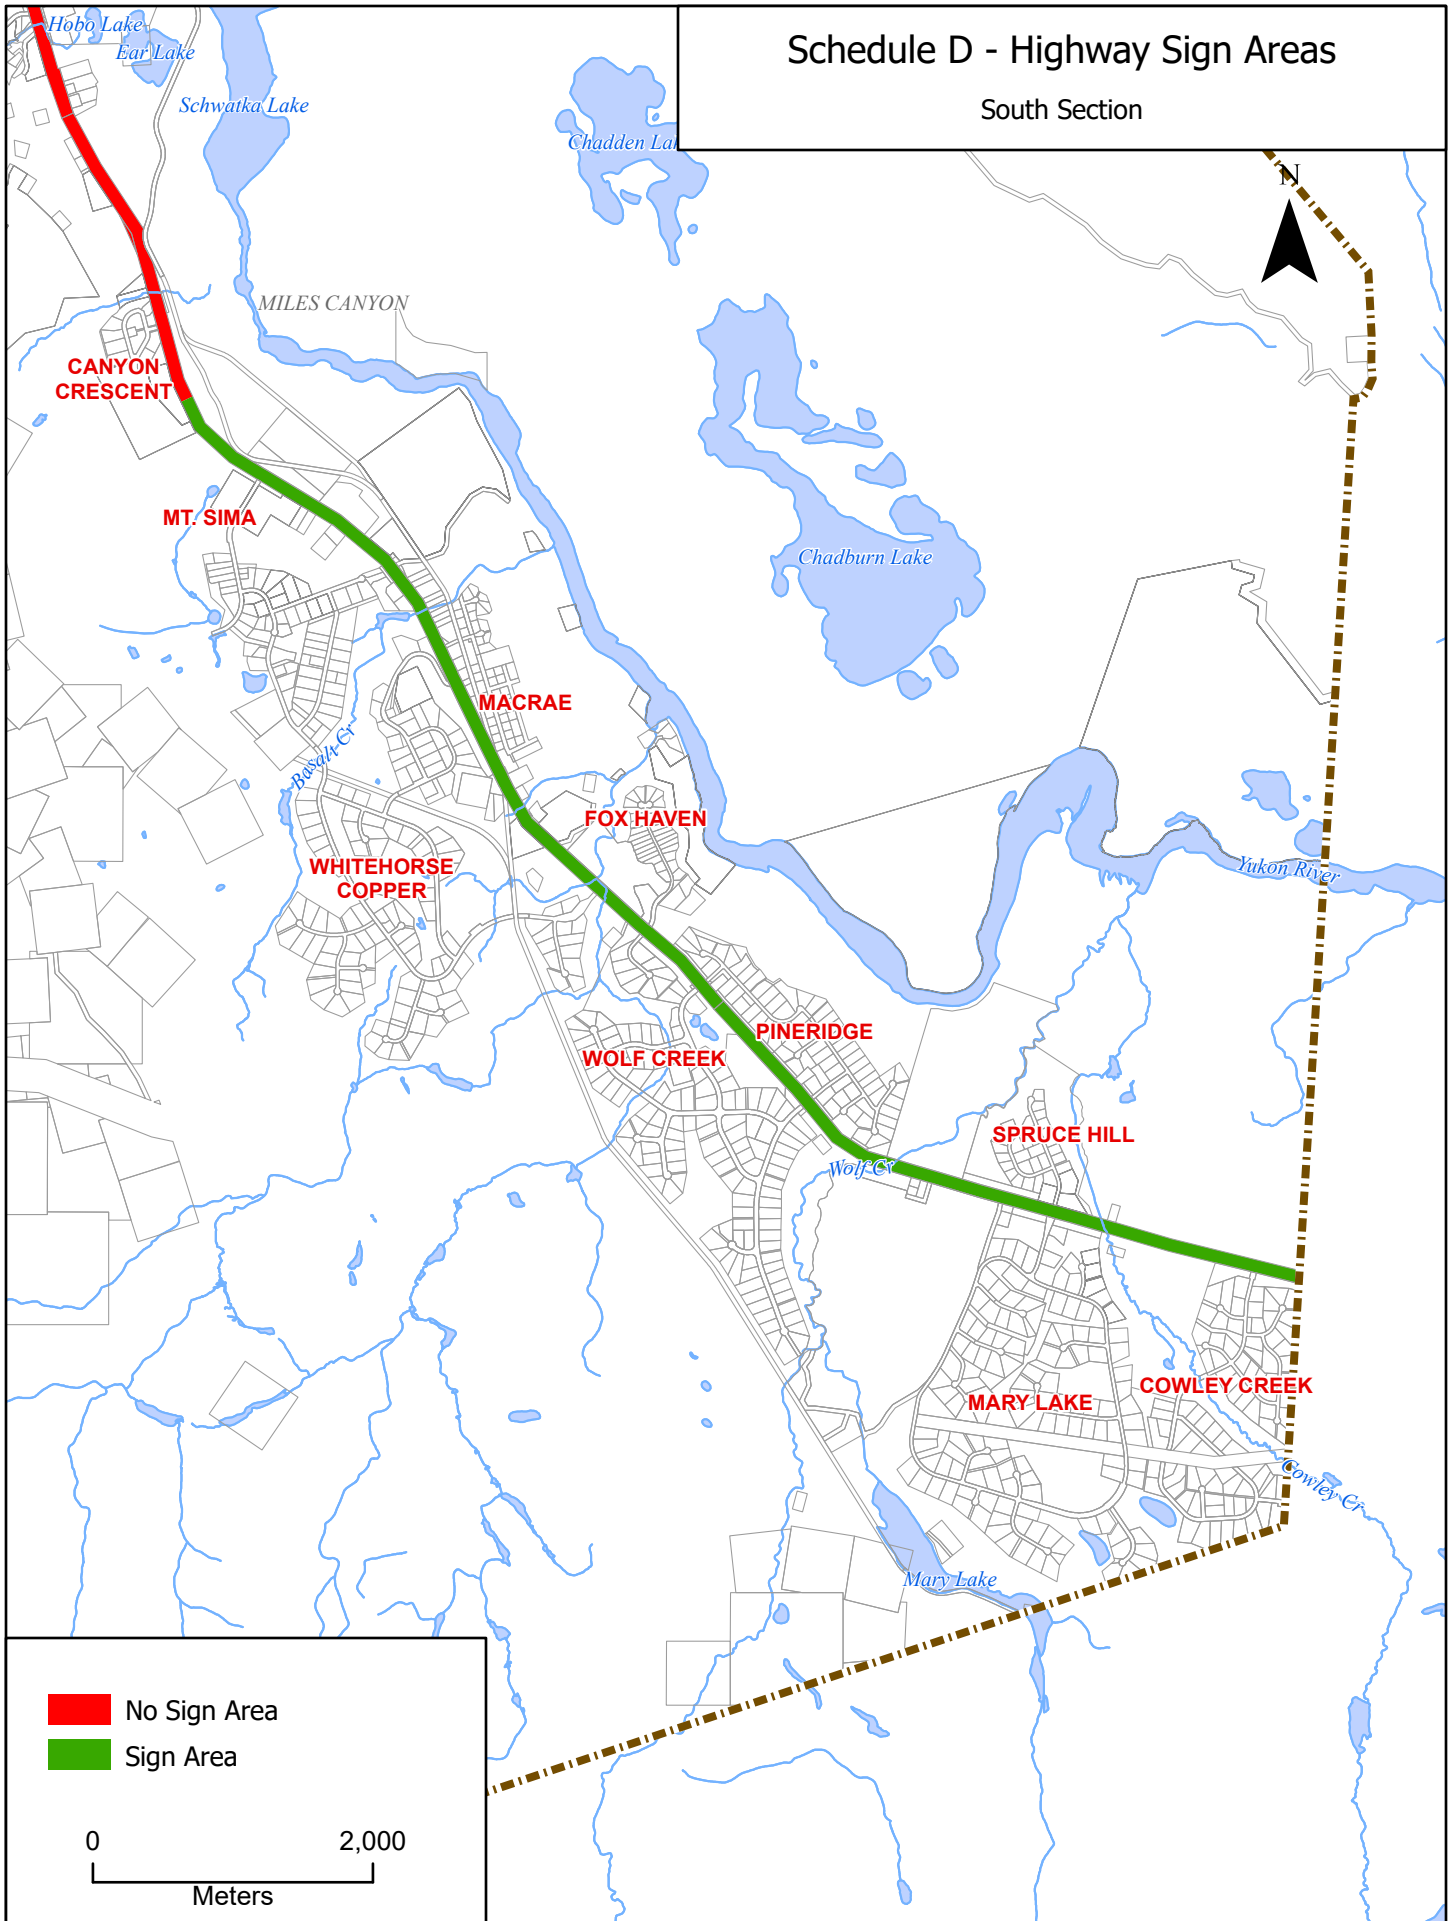 Schedule D - Highway Sign Areas
South Section
Hobo Lake
Ear Lake
Schwatka Lake
Chadden Lak
N
MILES CANYON
CANYON
CRESCENT
MT. SIMA
Chadburn Lake
MACRAE
Basalt Cr
FOX HAVEN
WHITEHORSE
COPPER
Yukon River
PINERIDGE
WOLF CREEK
SPRUCE HILL
Wolf Cr
COWLEY CREEK
MARY LAKE
Cowley Cr
Mary Lake
No Sign Area
Sign Area
0 2,000
Meters